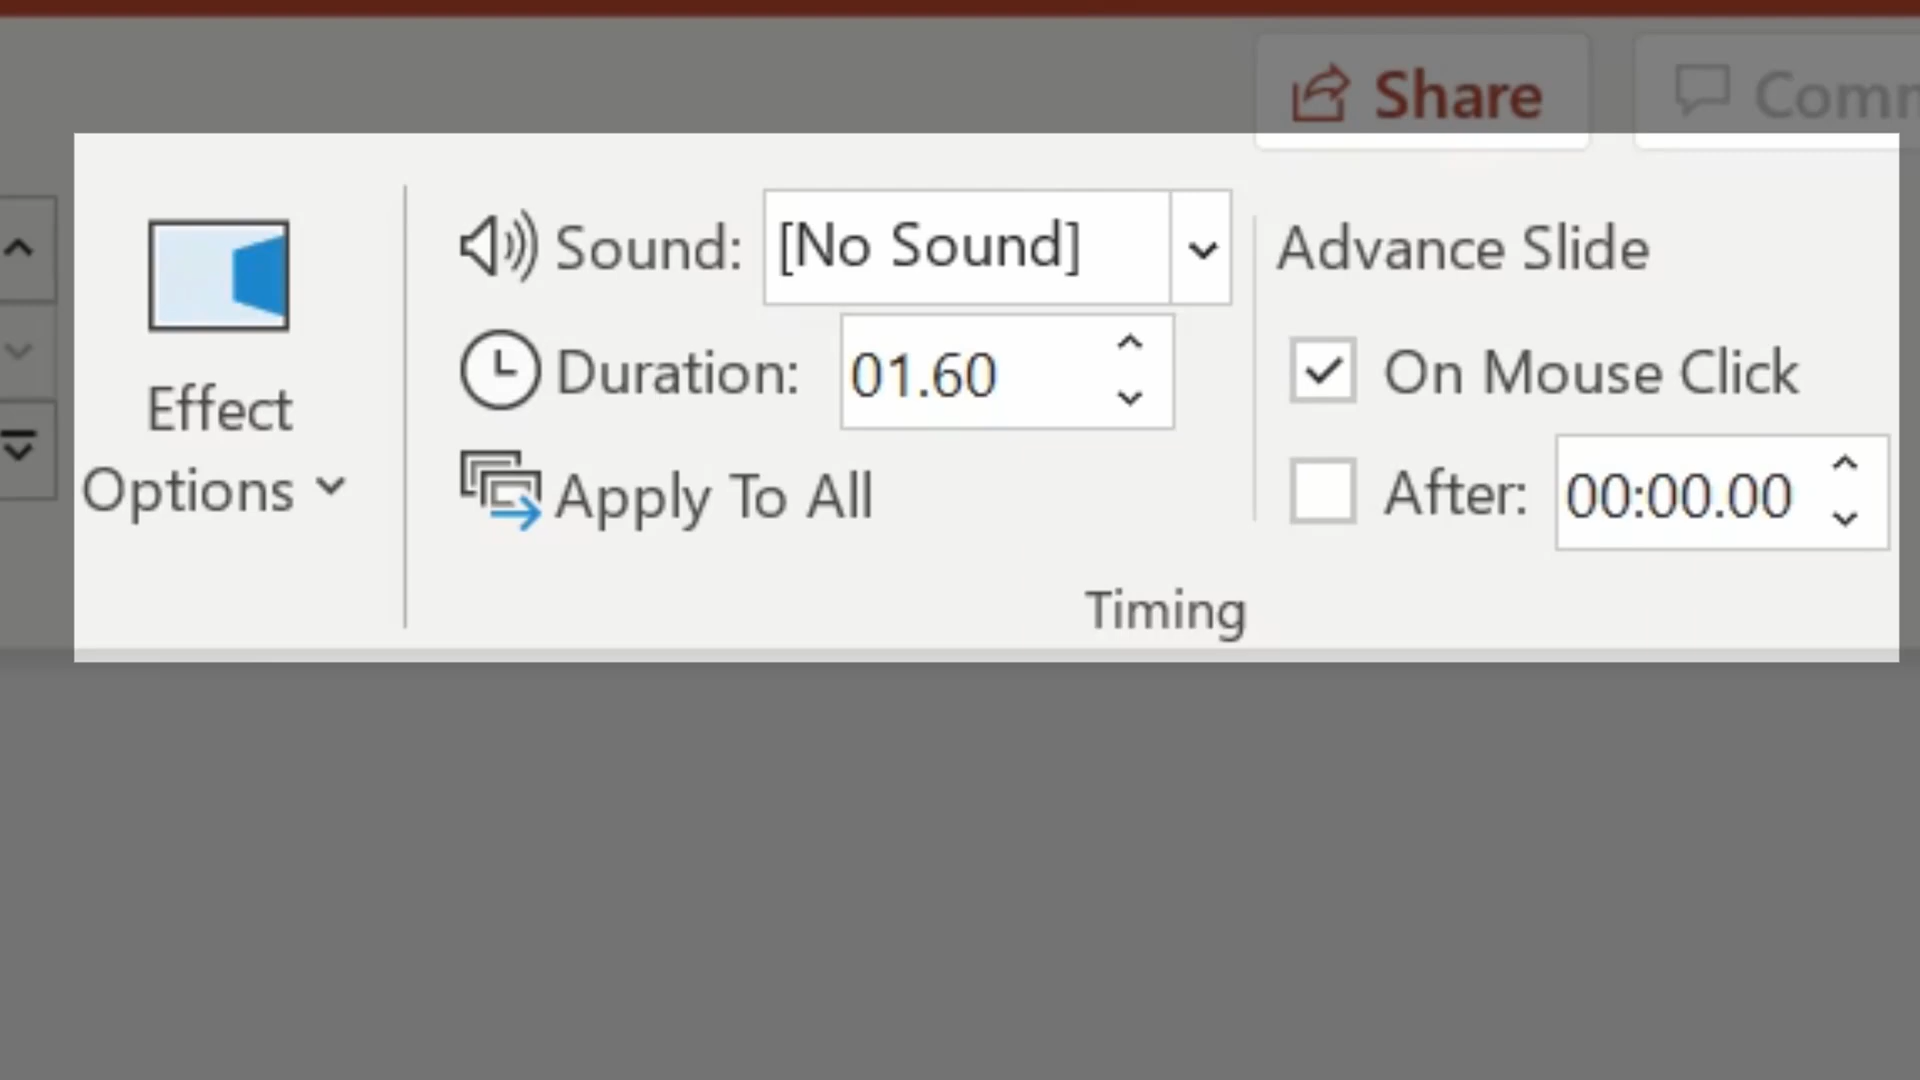 Share
Comm
Effect
Options
Sound: [No Sound]
Duration: 01.60
Apply To All
Advance Slide
On Mouse Click
After: 00:00.00
Timing